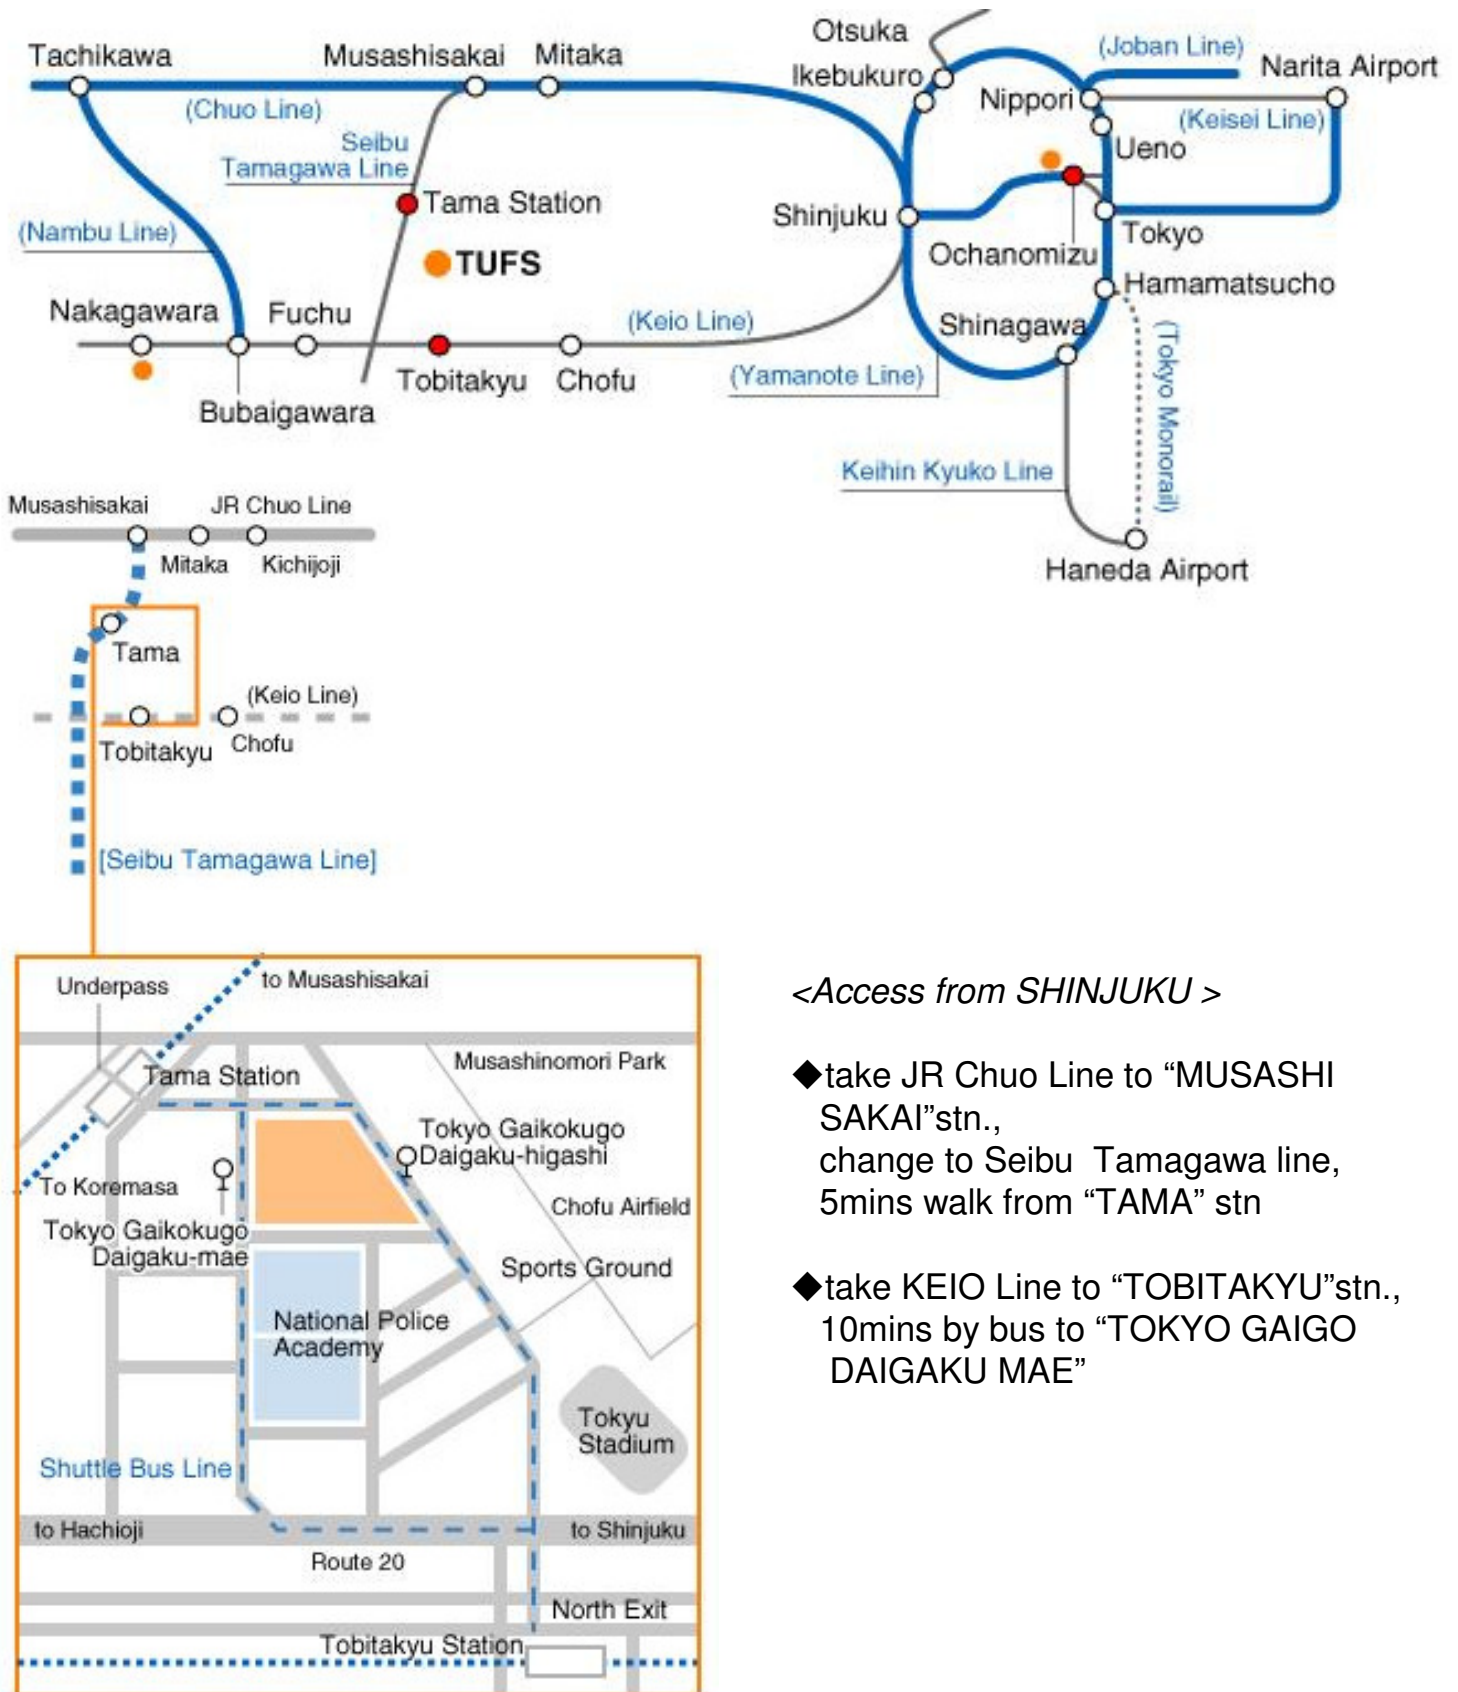 Otsuka
Tachikawa
Musashisakai
Mitaka
(Joban Line)
Ikebukuro
Narita Airport
(Chuo Line)
Nippori
(Keisei Line)
Seibu
Tamagawa Line
Ueno
Tama Station
Shinjuku
(Nambu Line)
Tokyo
TUFS
Ochanomizu
Hamamatsucho
Nakagawara
Fuchu
(Keio Line)
Shinagawa
(Tokyo Monorail)
Tobitakyu
Chofu
(Yamanote Line)
Bubaigawara
Keihin Kyuko Line
Haneda Airport
Musashisakai
JR Chuo Line
Mitaka
Kichijoji
Tama
(Keio Line)
Tobitakyu
Chofu
[Seibu Tamagawa Line]
Underpass
to Musashisakai
Musashinomori Park
Tama Station
Tokyo Gaikokugo
Daigaku-higashi
To Koremasa
Chofu Airfield
Tokyo Gaikokugo
Daigaku-mae
Sports Ground
National Police
Academy
Tokyu
Stadium
Shuttle Bus Line
to Hachioji
to Shinjuku
Route 20
North Exit
Tobitakyu Station
<Access from SHINJUKU >
◆take JR Chuo Line to “MUSASHI
SAKAI”stn.,
change to Seibu Tamagawa line,
5mins walk from “TAMA” stn
◆take KEIO Line to “TOBITAKYU”stn.,
10mins by bus to “TOKYO GAIGO
DAIGAKU MAE”